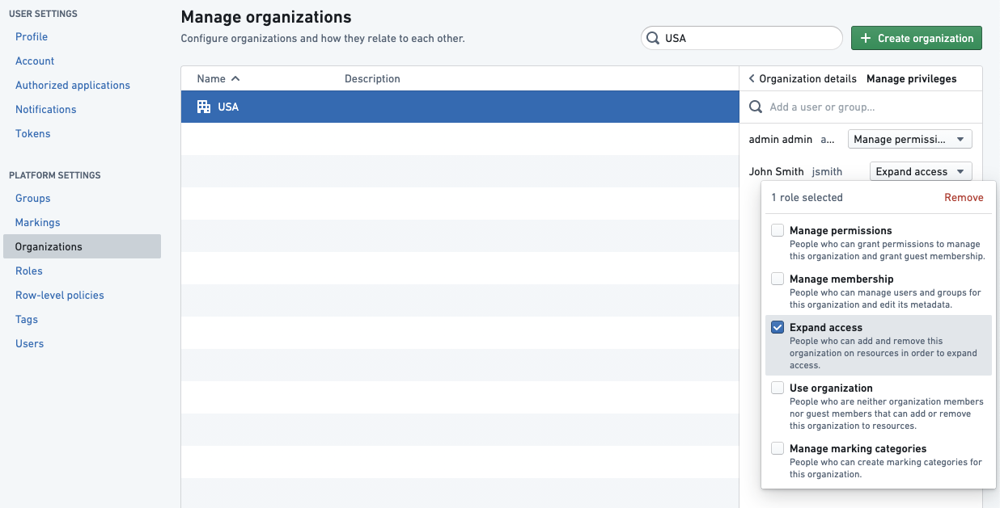 USER SETTINGS
Profile
Account
Authorized applications
Notifications
Tokens
PLATFORM SETTINGS
Groups
Markings
Organizations
Roles
Row-level policies
Tags
Users
Manage organizations
Configure organizations and how they relate to each other.
USA
+ Create organization
Name
Description
USA
Organization details Manage privileges
Add a user or group...
admin admin a... Manage permissi...
John Smith jsmith Expand access
1 role selected Remove
Manage permissions
People who can grant permissions to manage
this organization and grant guest membership.
Manage membership
People who can manage users and groups for
this organization and edit its metadata.
Expand access
People who can add and remove this
organization on resources in order to expand
access.
Use organization
People who are neither organization members
nor guest members that can add or remove
this organization to resources.
Manage marking categories
People who can create marking categories for
this organization.